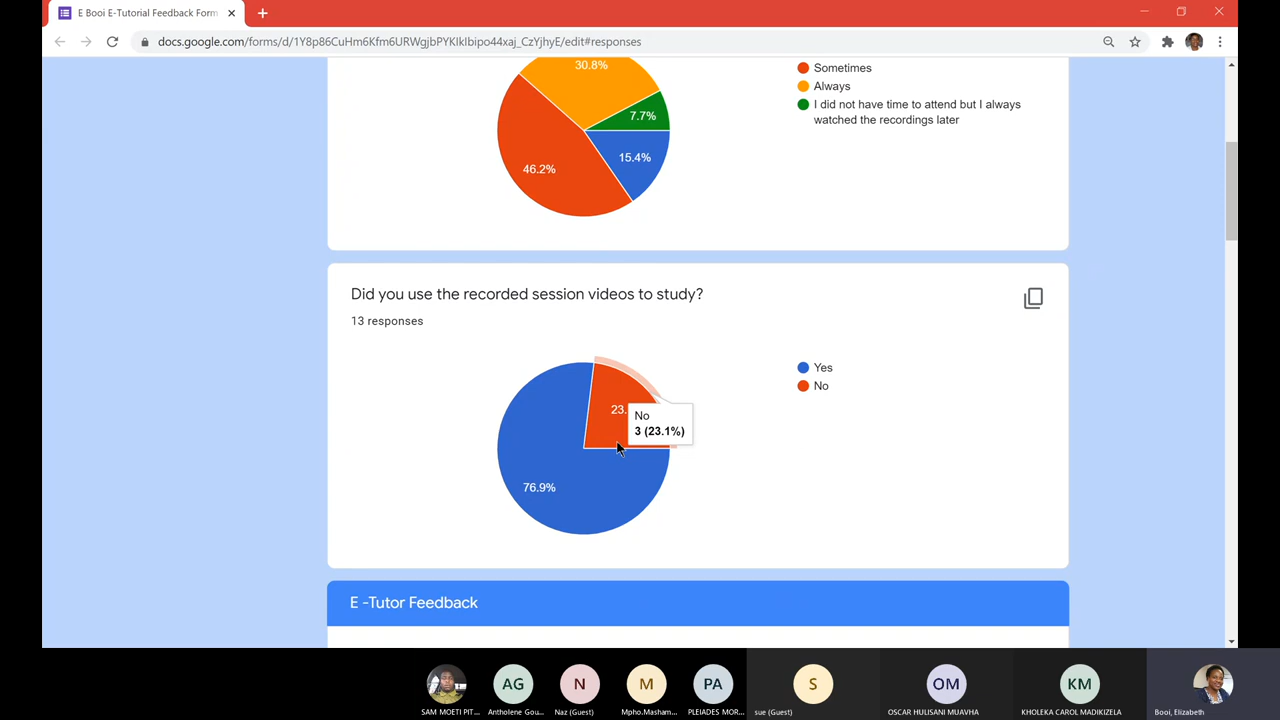 E Booi E-Tutorial Feedback Form
docs.google.com/forms/d/1Y8p86CuHm6Kfm6URWgjbPYKIkIbipo44xaj_CzYjhyE/edit#responses
30.8%
7.7%
15.4%
46.2%
Sometimes
Always
I did not have time to attend but I always
watched the recordings later
Did you use the recorded session videos to study?
13 responses
Yes
No
23.
No
3 (23.1%)
76.9%
E -Tutor Feedback
AG
N
M
PA
S
OM
KM
SAM MOETI PIT...
Antholene Gou...
Naz (Guest)
Mpho.Masham...
PLEIADES MOR...
sue (Guest)
OSCAR HULISANI MUAVHA
KHOLEKA CAROL MADIKIZELA
Booi, Elizabeth